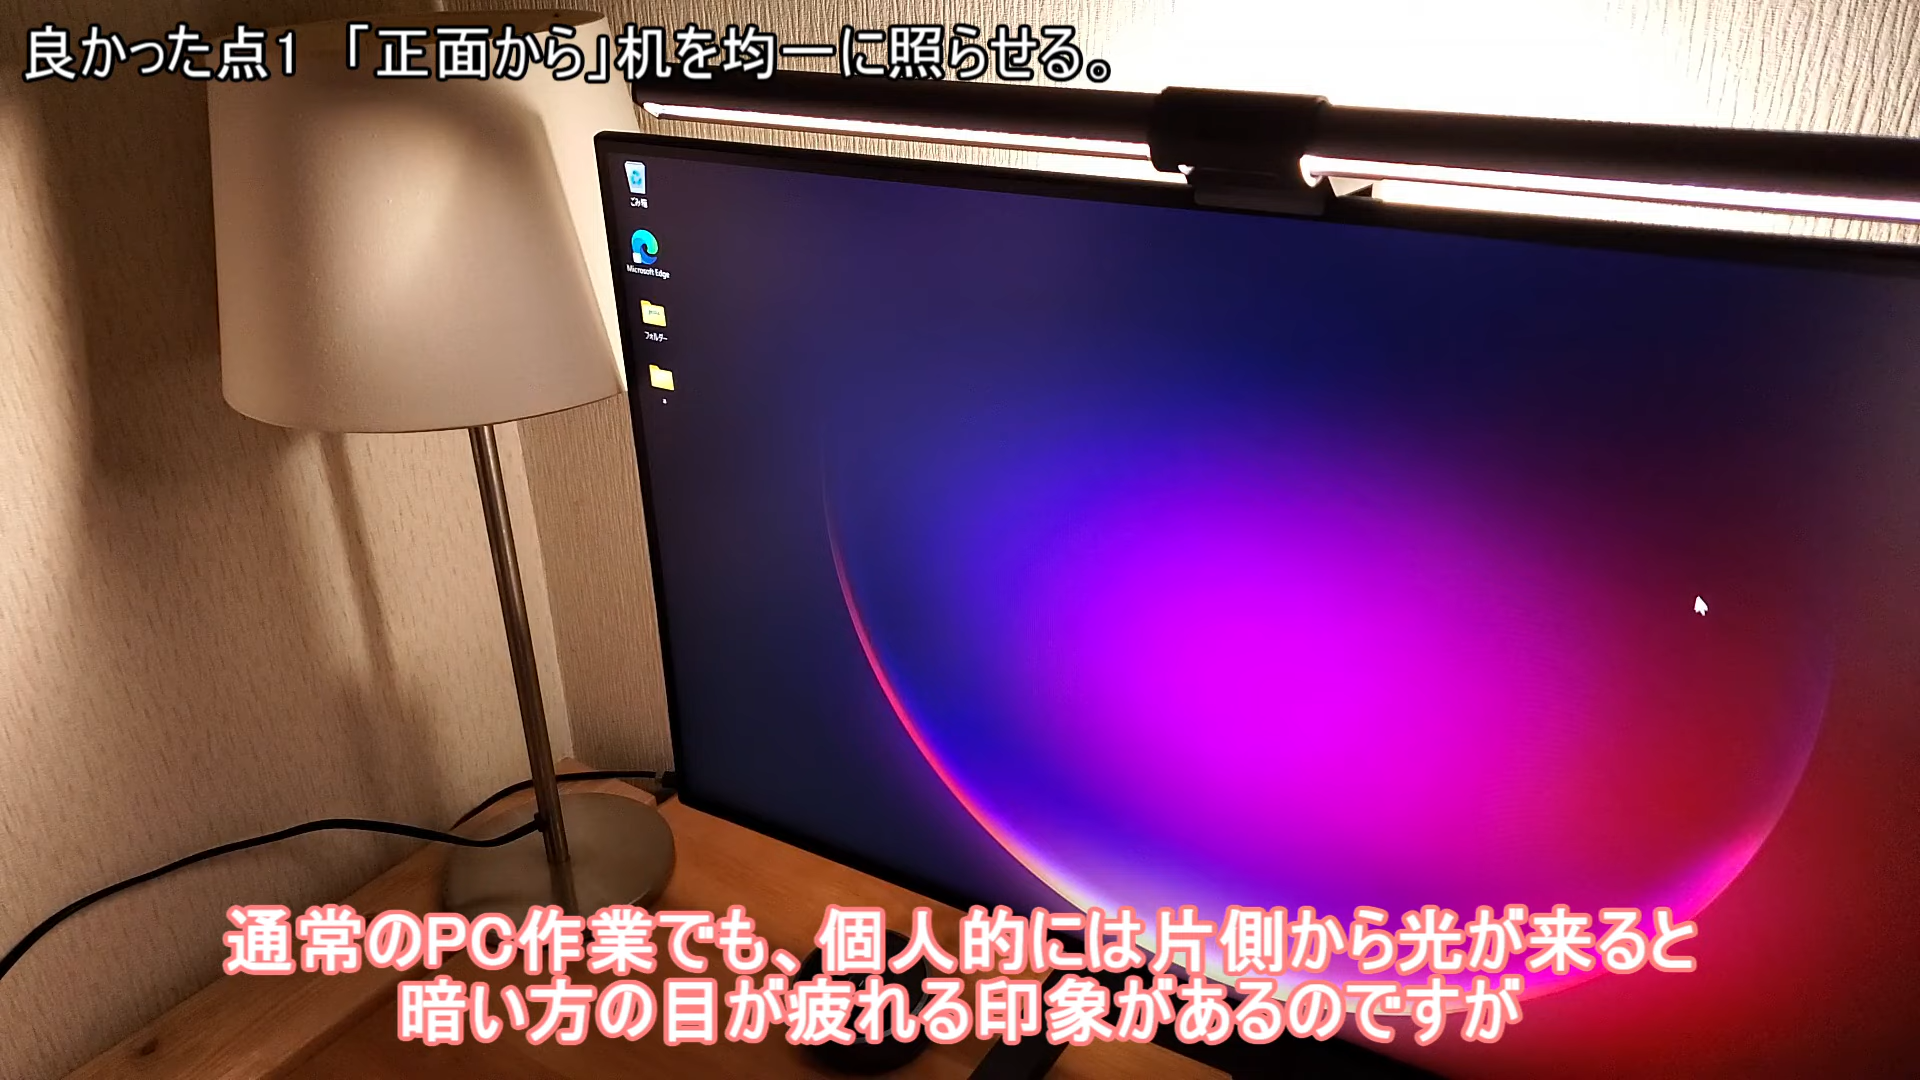 良かった点1 「正面から」机を均一に照らせる。
ごみ箱
Microsoft Edge
フォルダー
a
通常のPC作業でも、個人的には片側から光が来ると
暗い方の目が疲れる印象があるのですが